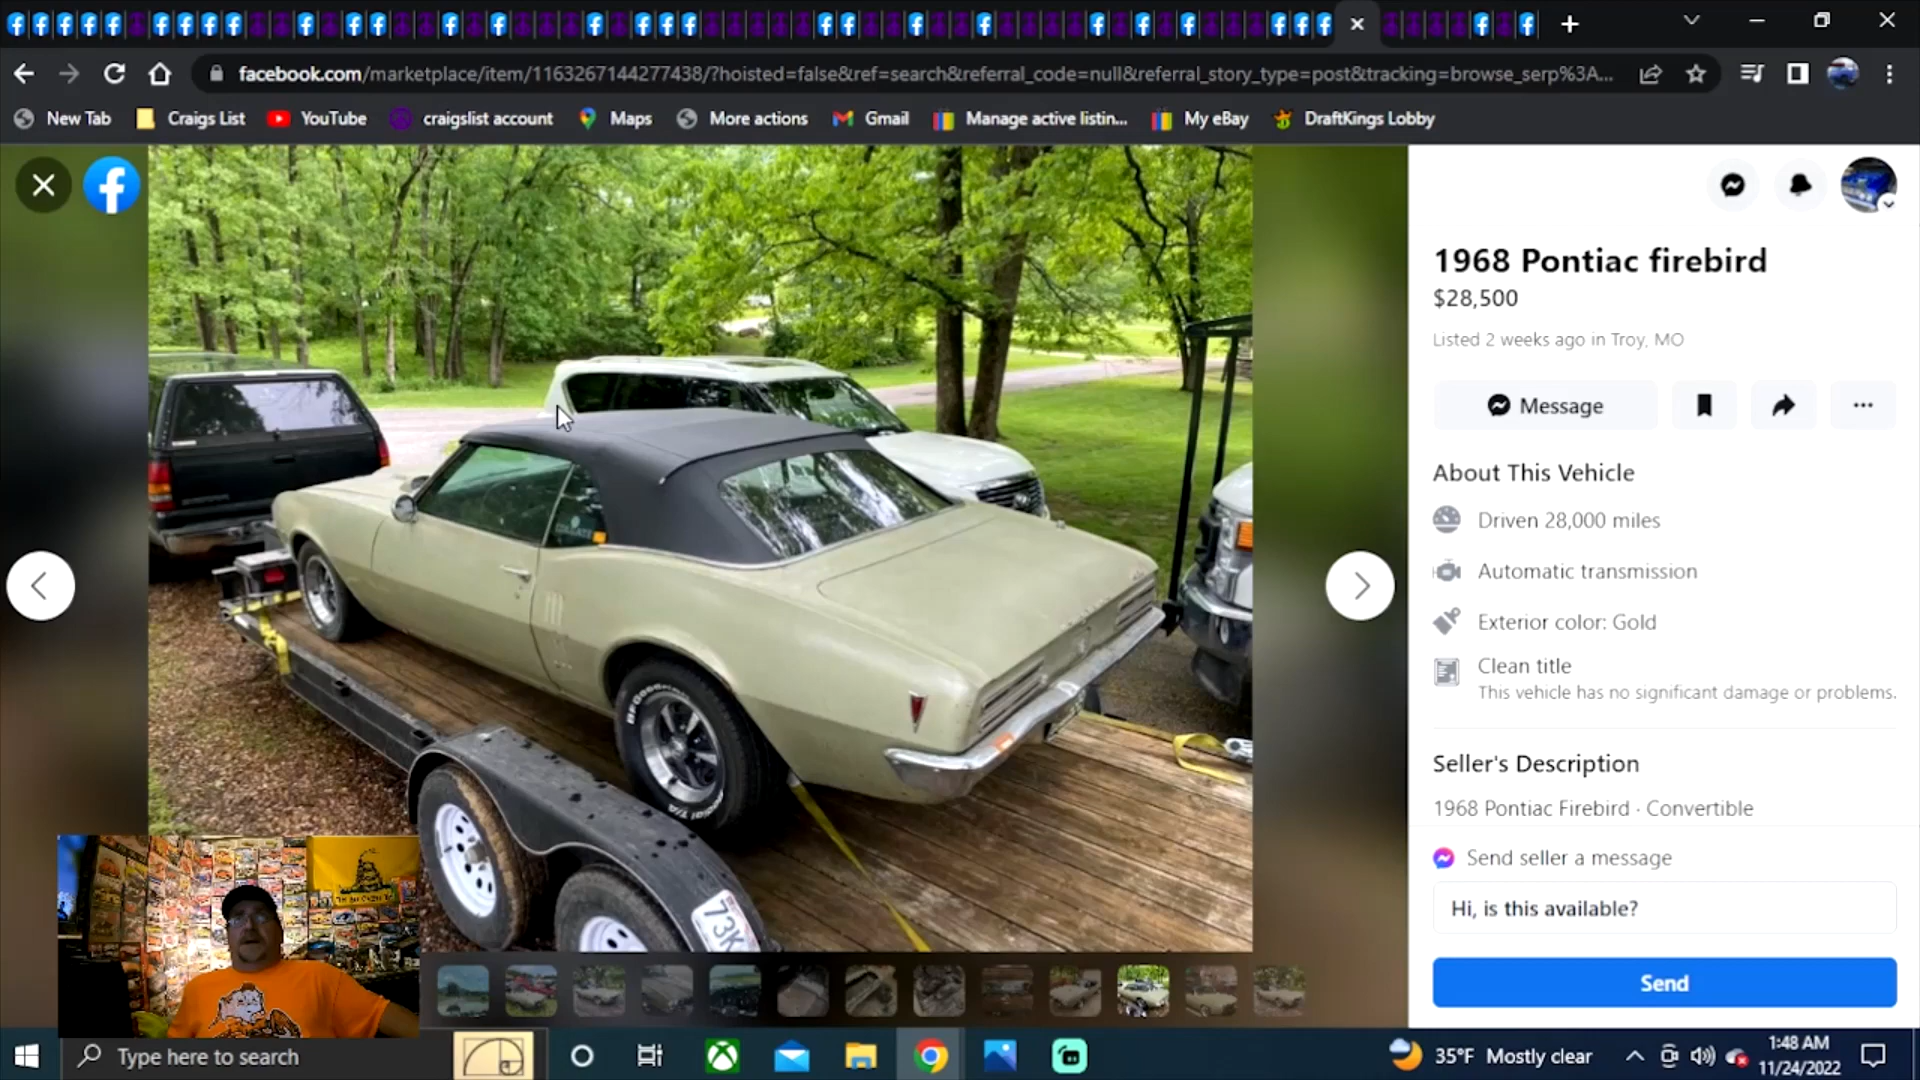 facebook.com/marketplace/item/1163267144277438/?hoisted=false&ref=search&referral_code=null&referral_story_type=post&tracking=browse_serp%3A...
New Tab
Craigs List
YouTube
craigslist account
Maps
More actions
Gmail
Manage active listin...
My eBay
DraftKings Lobby
1968 Pontiac firebird
$28,500
Listed 2 weeks ago in Troy, MO
Message
About This Vehicle
Driven 28,000 miles
Automatic transmission
Exterior color: Gold
Clean title
This vehicle has no significant damage or problems.
Seller's Description
1968 Pontiac Firebird · Convertible
Send seller a message
Hi, is this available?
Send
BFGoodrich
Radial T/A
73K
Type here to search
35°F Mostly clear
1:48 AM
11/24/2022